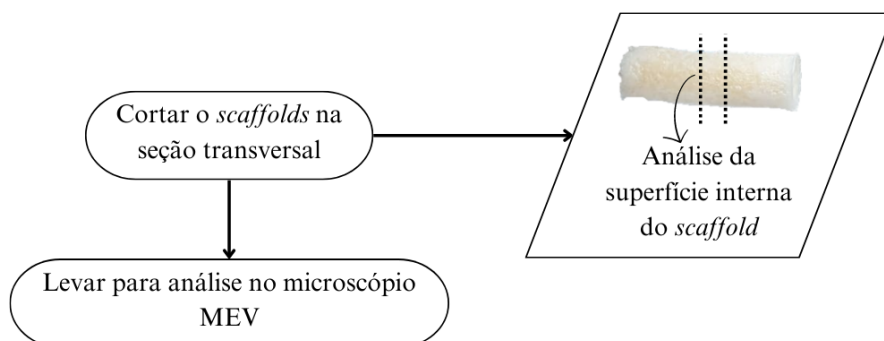 Cortar o scaffolds na
seção transversal
Análise da
superfície interna
do scaffold
Levar para análise no microscópio
MEV